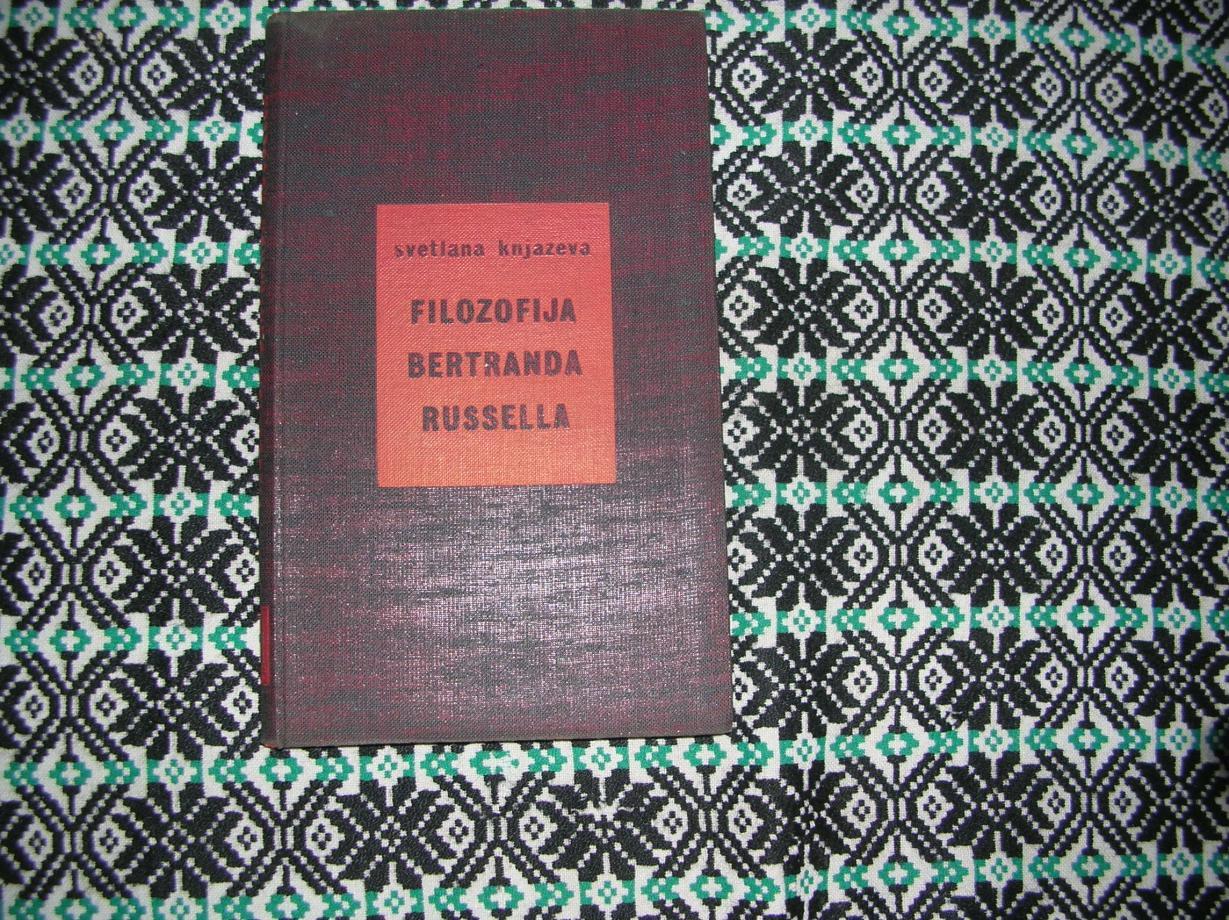 svetlana knjazeva
FILOZOFIJA
BERTRANDA
RUSSELLA